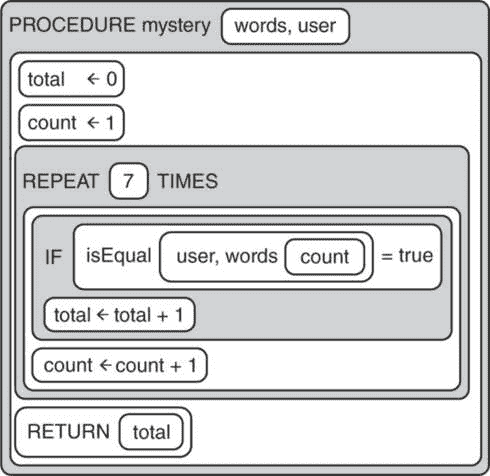 PROCEDURE mystery words, user
total ← 0
count ← 1
REPEAT 7 TIMES
IF isEqual user, words count = true
total ← total + 1
count ← count + 1
RETURN total